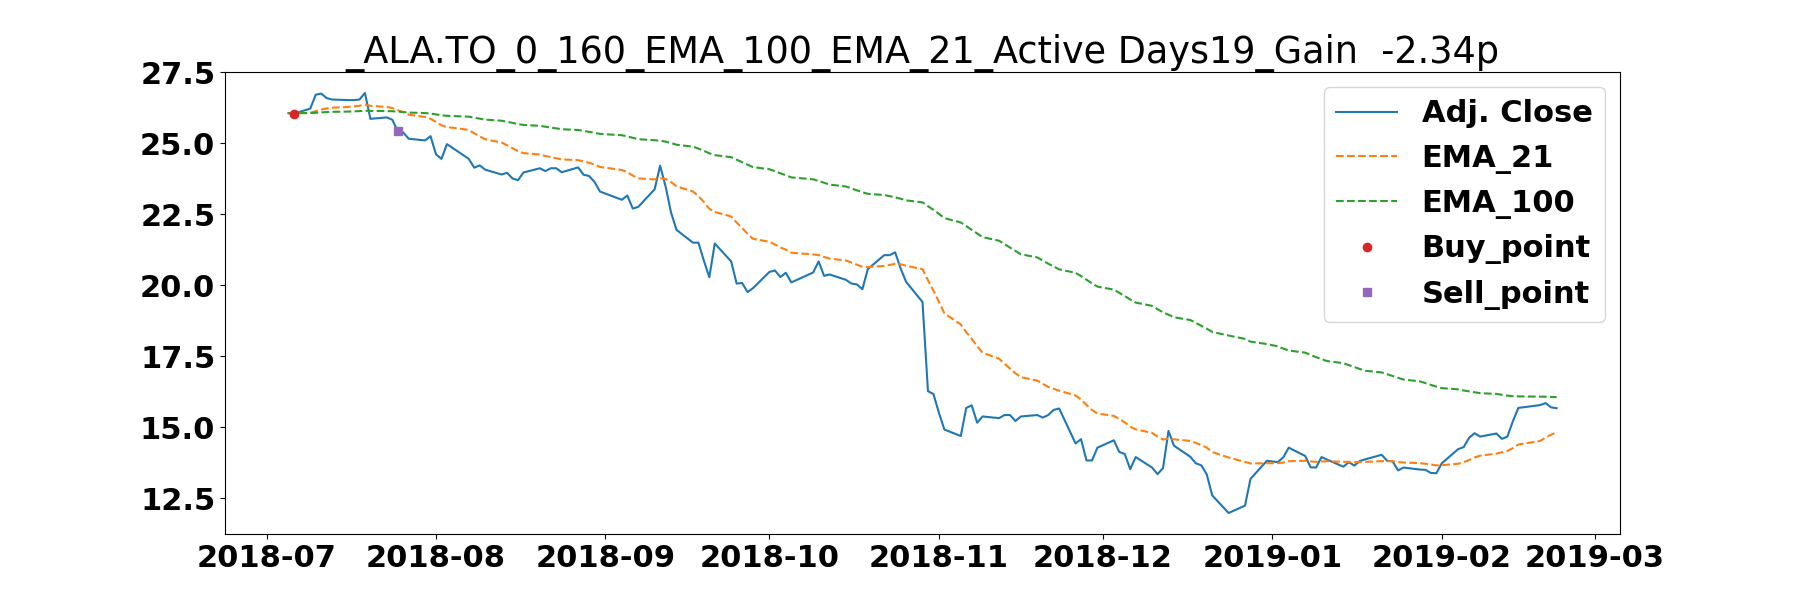 _ALA.TO_0_160_EMA_100_EMA_21_Active Days19_Gain  -2.34p
27.5
25.0
22.5
20.0
17.5
15.0
12.5
Adj. Close
EMA_21
EMA_100
Buy_point
Sell_point
2018-07 2018-08 2018-09 2018-10 2018-11 2018-12 2019-01 2019-02 2019-03